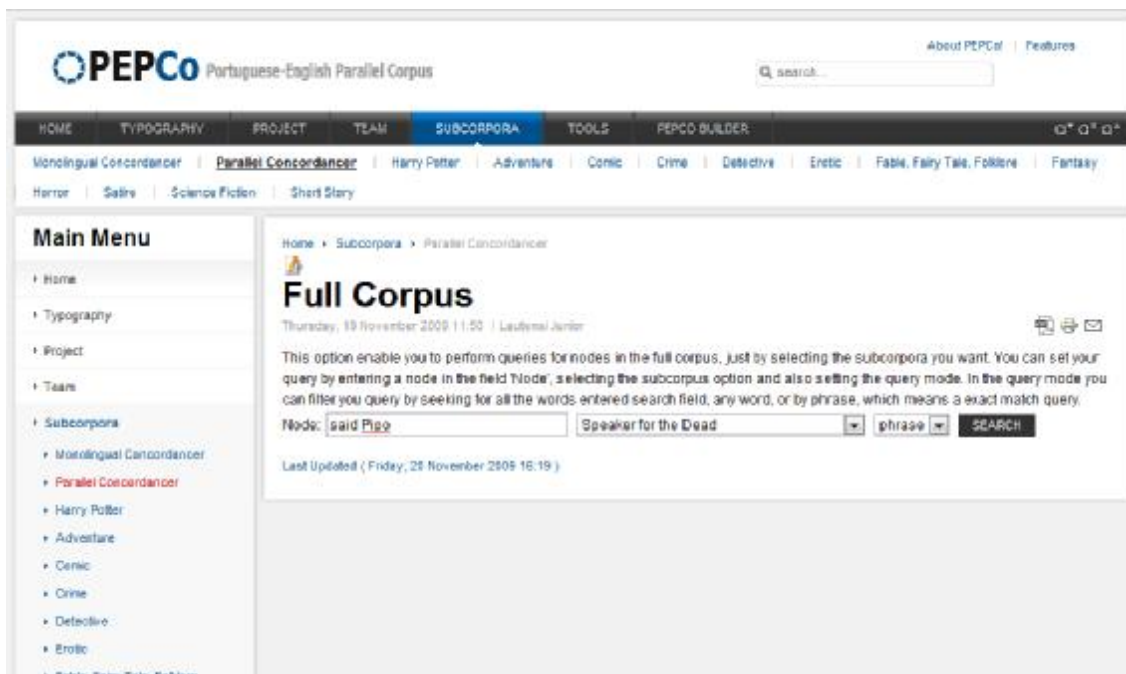 About PEPCo! | Features
PEPCo Portuguese-English Parallel Corpus
search...
HOME TYPOGRAPHY PROJECT TEAM SUBCORPORA TOOLS PEPCO BUILDER
Monolingual Concordancer | Parallel Concordancer | Harry Potter | Adventure | Comic | Crime | Detective | Erotic | Fable, Fairy Tale, Folklore | Fantasy
Horror | Satire | Science Fiction | Short Story
Main Menu
Home
Typography
Project
Team
Subcorpora
Monolingual Concordancer
Parallel Concordancer
Harry Potter
Adventure
Comic
Crime
Detective
Erotic
Home Subcorpora Parallel Concordancer
Full Corpus
Thursday, 19 November 2009 11:50 | Lautenai Junior
This option enable you to perform queries for nodes in the full corpus, just by selecting the subcorpora you want. You can set your
query by entering a node in the field 'Node', selecting the subcorpus option and also setting the query mode. In the query mode you
can filter you query by seeking for all the words entered search field, any word, or by phrase, which means a exact match query.
Node: said Pipo Speaker for the Dead phrase SEARCH
Last Updated ( Friday, 20 November 2009 16:19 )